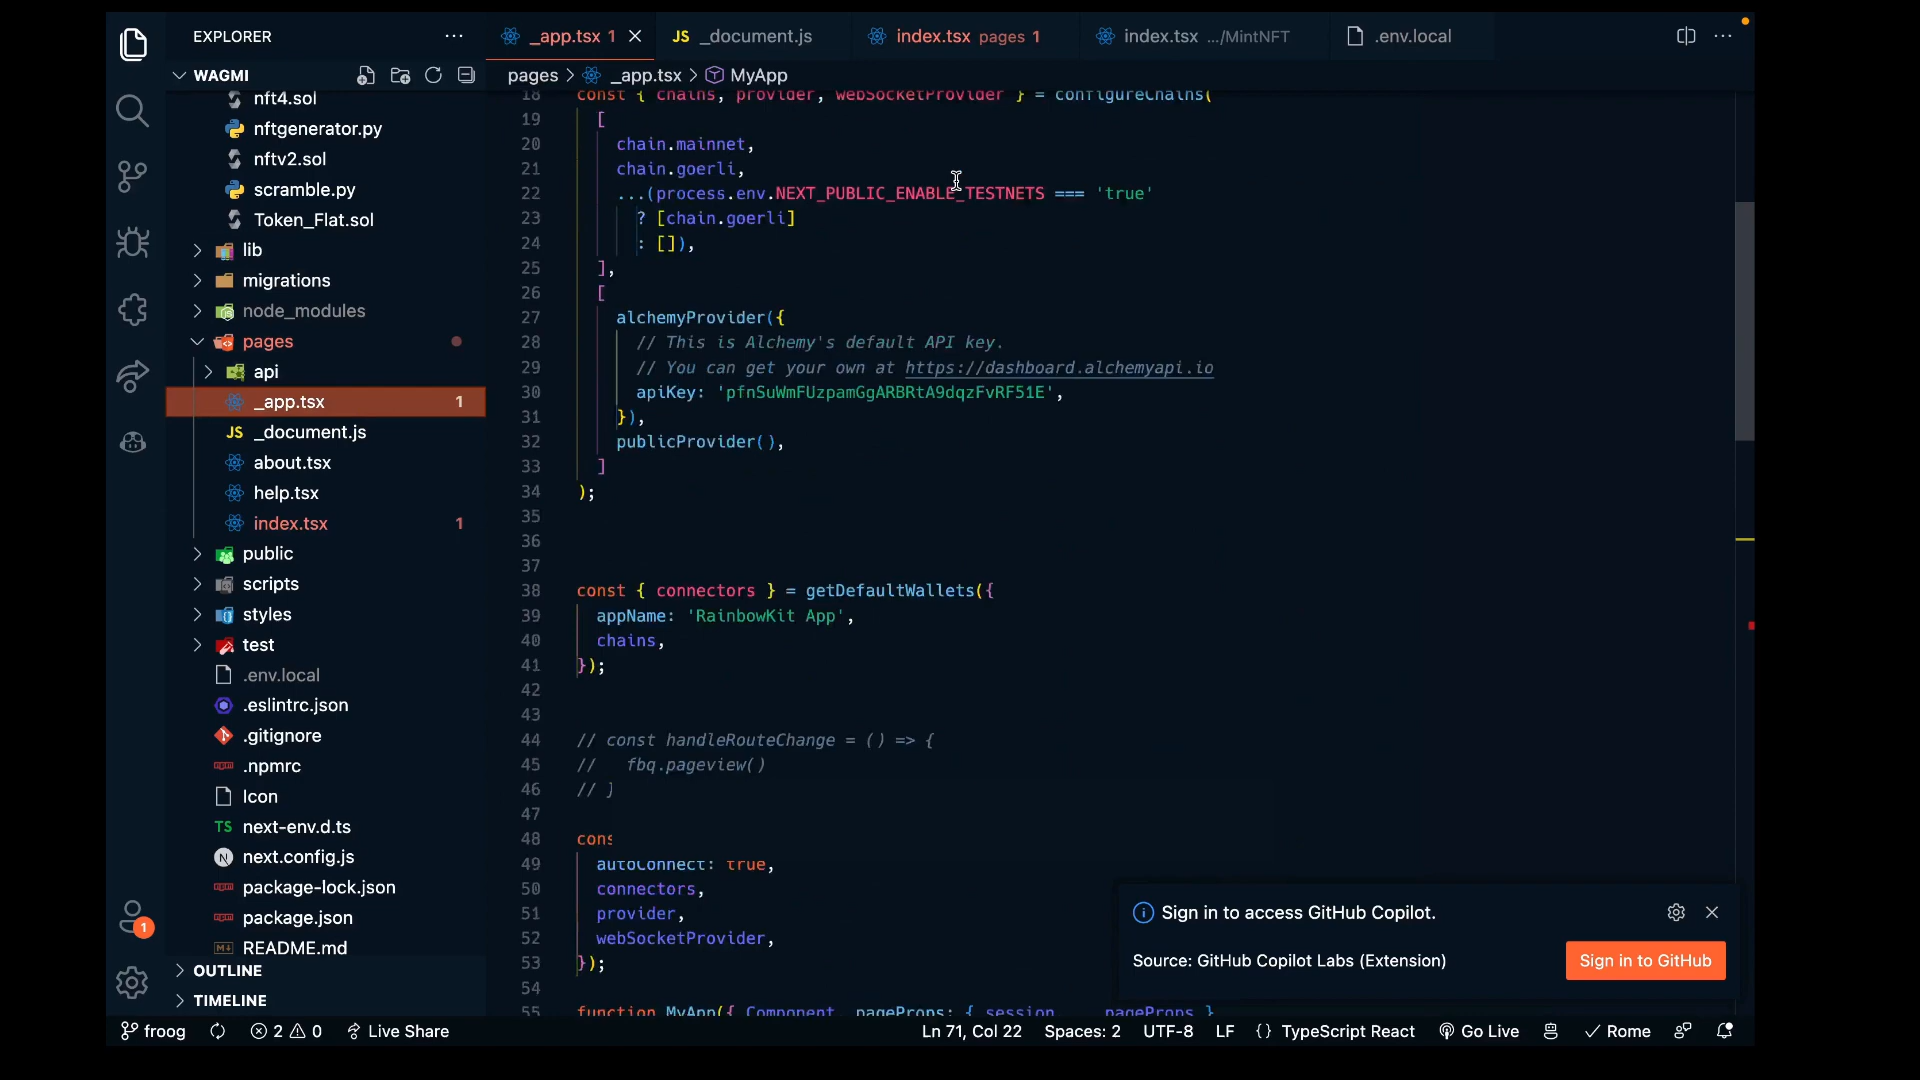 EXPLORER
_app.tsx 1
JS _document.js
index.tsx pages 1
index.tsx .../MintNFT
.env.local
WAGMI
pages > _app.tsx > MyApp
nft4.sol
nftgenerator.py
nftv2.sol
scramble.py
Token_Flat.sol
lib
migrations
node_modules
pages
api
_app.tsx 1
JS _document.js
about.tsx
help.tsx
index.tsx 1
public
scripts
styles
test
.env.local
.eslintrc.json
.gitignore
.npmrc
Icon
TS next-env.d.ts
N next.config.js
package-lock.json
package.json
README.md
OUTLINE
TIMELINE
18 const { chains, provider, webSocketProvider } = configureChains(
19 [
20 chain.mainnet,
21 chain.goerli,
22 ...(process.env.NEXT_PUBLIC_ENABLE_TESTNETS === 'true'
23 ? [chain.goerli]
24 : []),
25 ],
26 [
27 alchemyProvider({
28 // This is Alchemy's default API key.
29 // You can get your own at https://dashboard.alchemyapi.io
30 apiKey: 'pfnSuWmFUzpamGgARBRtA9dqzFvRF51E',
31 }),
32 publicProvider(),
33 ]
34 );
35
36
37
38 const { connectors } = getDefaultWallets({
39 appName: 'RainbowKit App',
40 chains,
41 });
42
43
44 // const handleRouteChange = () => {
45 // fbq.pageview()
46 // }
47
48 cons
49 autoConnect: true,
50 connectors,
51 provider,
52 webSocketProvider,
53 });
54
55 function MyApp({ Component, pageProps: { session, ...pageProps }
Sign in to access GitHub Copilot.
Source: GitHub Copilot Labs (Extension)
Sign in to GitHub
1
froog
2 0
Live Share
Ln 71, Col 22
Spaces: 2
UTF-8
LF
{} TypeScript React
Go Live
Rome